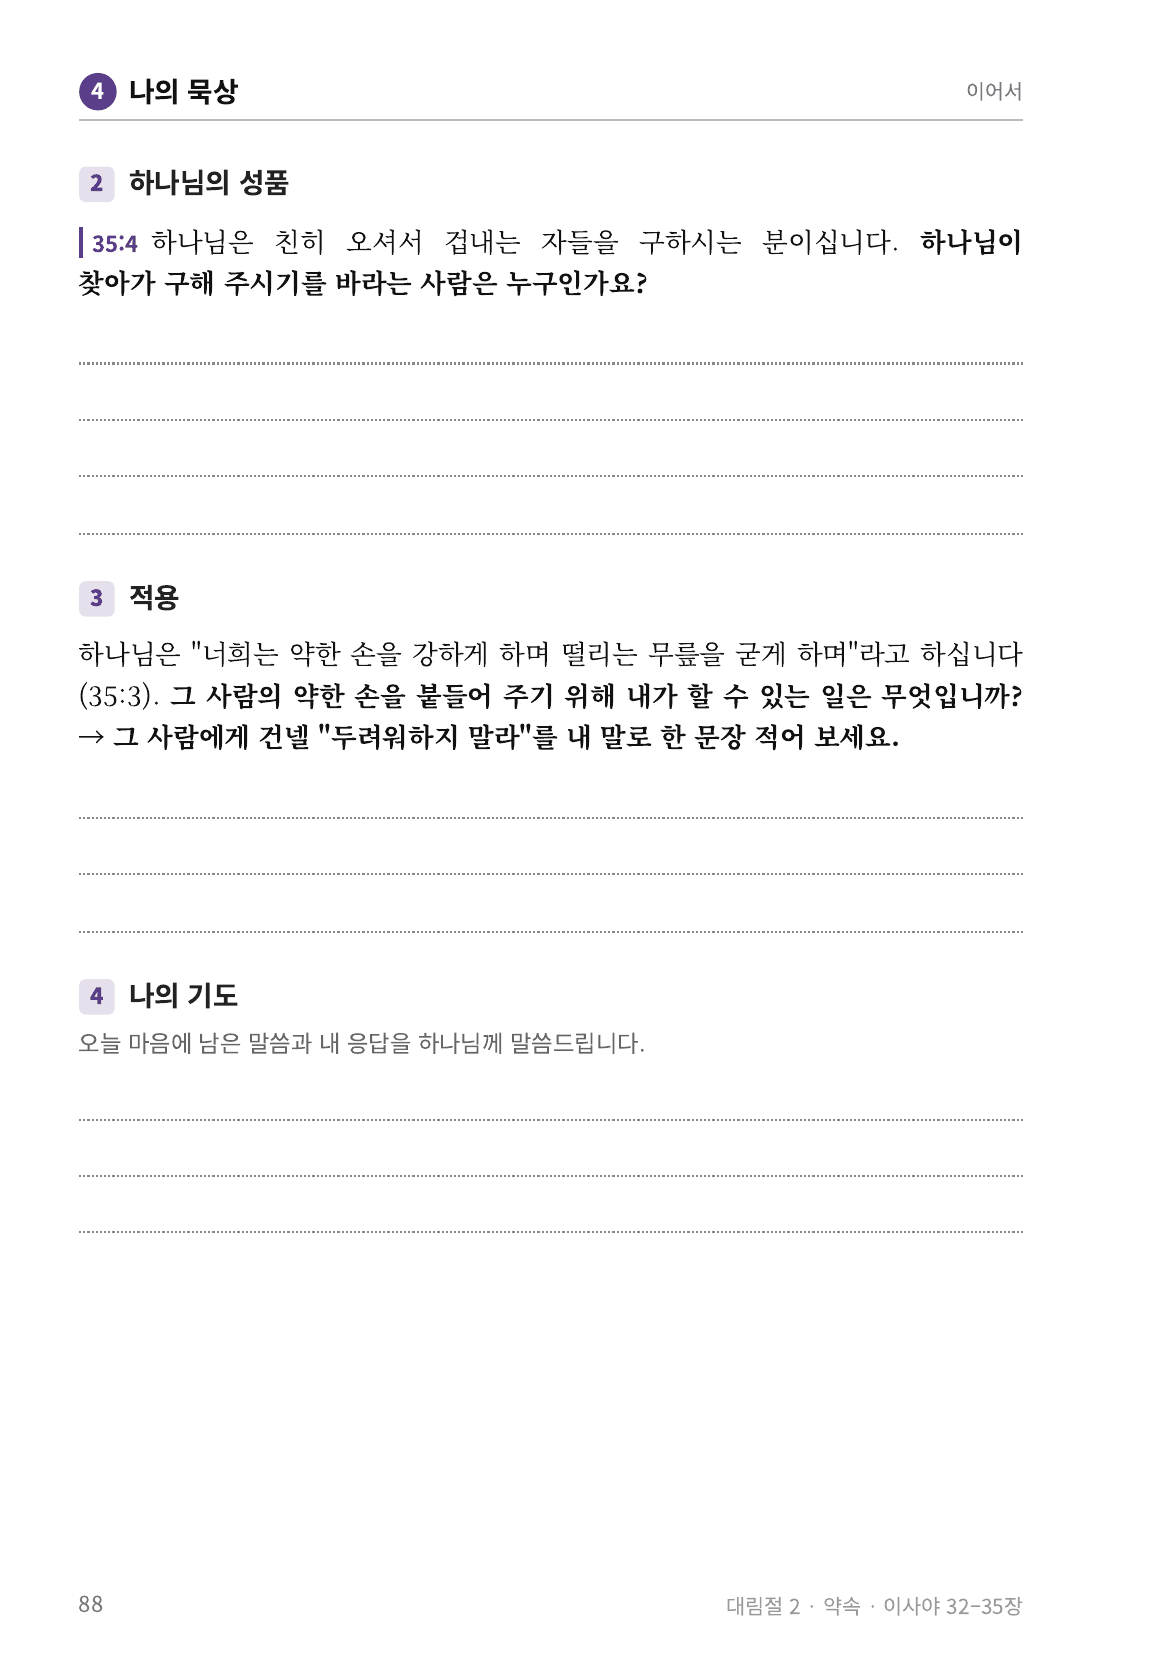 4 나의 묵상
이어서
2 하나님의 성품
35:4 하나님은 친히 오셔서 겁내는 자들을 구하시는 분이십니다. 하나님이
찾아가 구해 주시기를 바라는 사람은 누구인가요?
3 적용
하나님은 "너희는 약한 손을 강하게 하며 떨리는 무릎을 굳게 하며"라고 하십니다
(35:3). 그 사람의 약한 손을 붙들어 주기 위해 내가 할 수 있는 일은 무엇입니까?
→ 그 사람에게 건넬 "두려워하지 말라"를 내 말로 한 문장 적어 보세요.
4 나의 기도
오늘 마음에 남은 말씀과 내 응답을 하나님께 말씀드립니다.
88
대림절 2 · 약속 · 이사야 32–35장